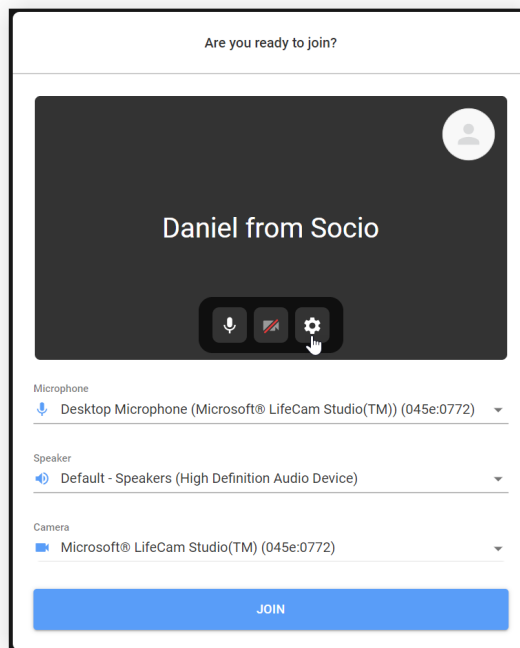 Are you ready to join?
Daniel from Socio
Microphone
Desktop Microphone (Microsoft® LifeCam Studio(TM)) (045e:0772)
Speaker
Default - Speakers (High Definition Audio Device)
Camera
Microsoft® LifeCam Studio(TM) (045e:0772)
JOIN